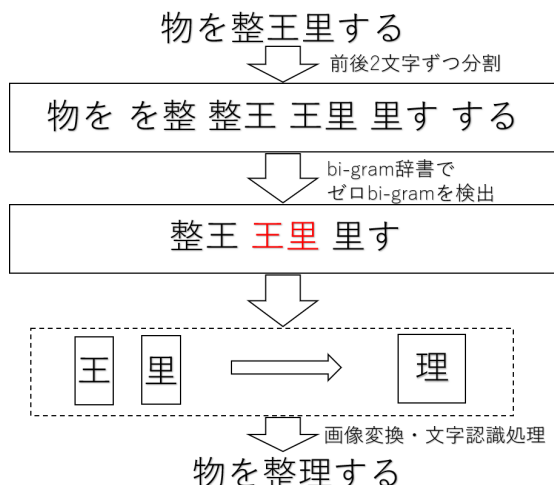 物を整王里する
前後2文字ずつ分割
物を を整 整王 王里 里す する
bi-gram辞書で
ゼロbi-gramを検出
整王 王里 里す
王 里 理
画像変換・文字認識処理
物を整理する